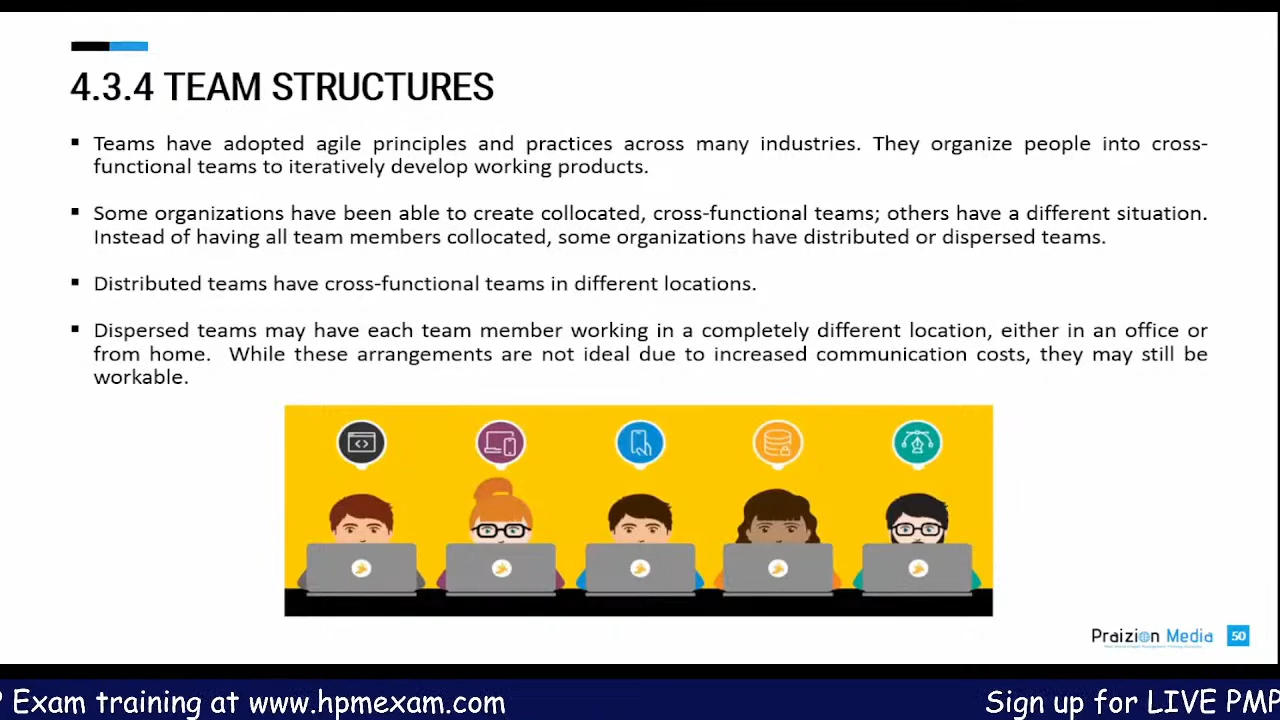 4.3.4 TEAM STRUCTURES
▪ Teams have adopted agile principles and practices across many industries. They organize people into cross-
functional teams to iteratively develop working products.
▪ Some organizations have been able to create collocated, cross-functional teams; others have a different situation.
Instead of having all team members collocated, some organizations have distributed or dispersed teams.
▪ Distributed teams have cross-functional teams in different locations.
▪ Dispersed teams may have each team member working in a completely different location, either in an office or
from home. While these arrangements are not ideal due to increased communication costs, they may still be
workable.
Praizion Media 50
P Exam training at www.hpmexam.com Sign up for LIVE PMP